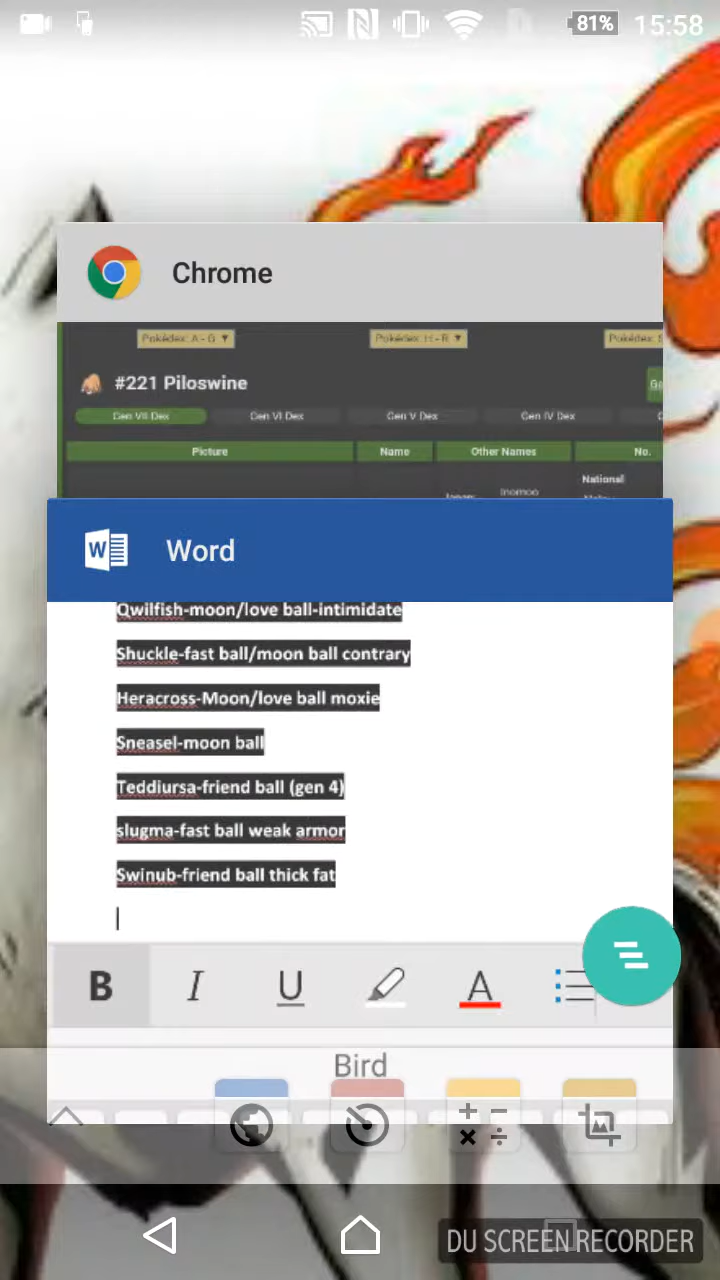 81% 15:58
Chrome
Pokédex: A - G ▼ Pokédex: H - R ▼ Pokédex:
#221 Piloswine
Gen VII Dex Gen VI Dex Gen V Dex Gen IV Dex
Picture Name Other Names No.
National
Japan:
W Word
Qwilfish-moon/love ball-intimidate
Shuckle-fast ball/moon ball contrary
Heracross-Moon/love ball moxie
Sneasel-moon ball
Teddiursa-friend ball (gen 4)
slugma-fast ball weak armor
Swinub-friend ball thick fat
B I U A
Bird
DU SCREEN RECORDER